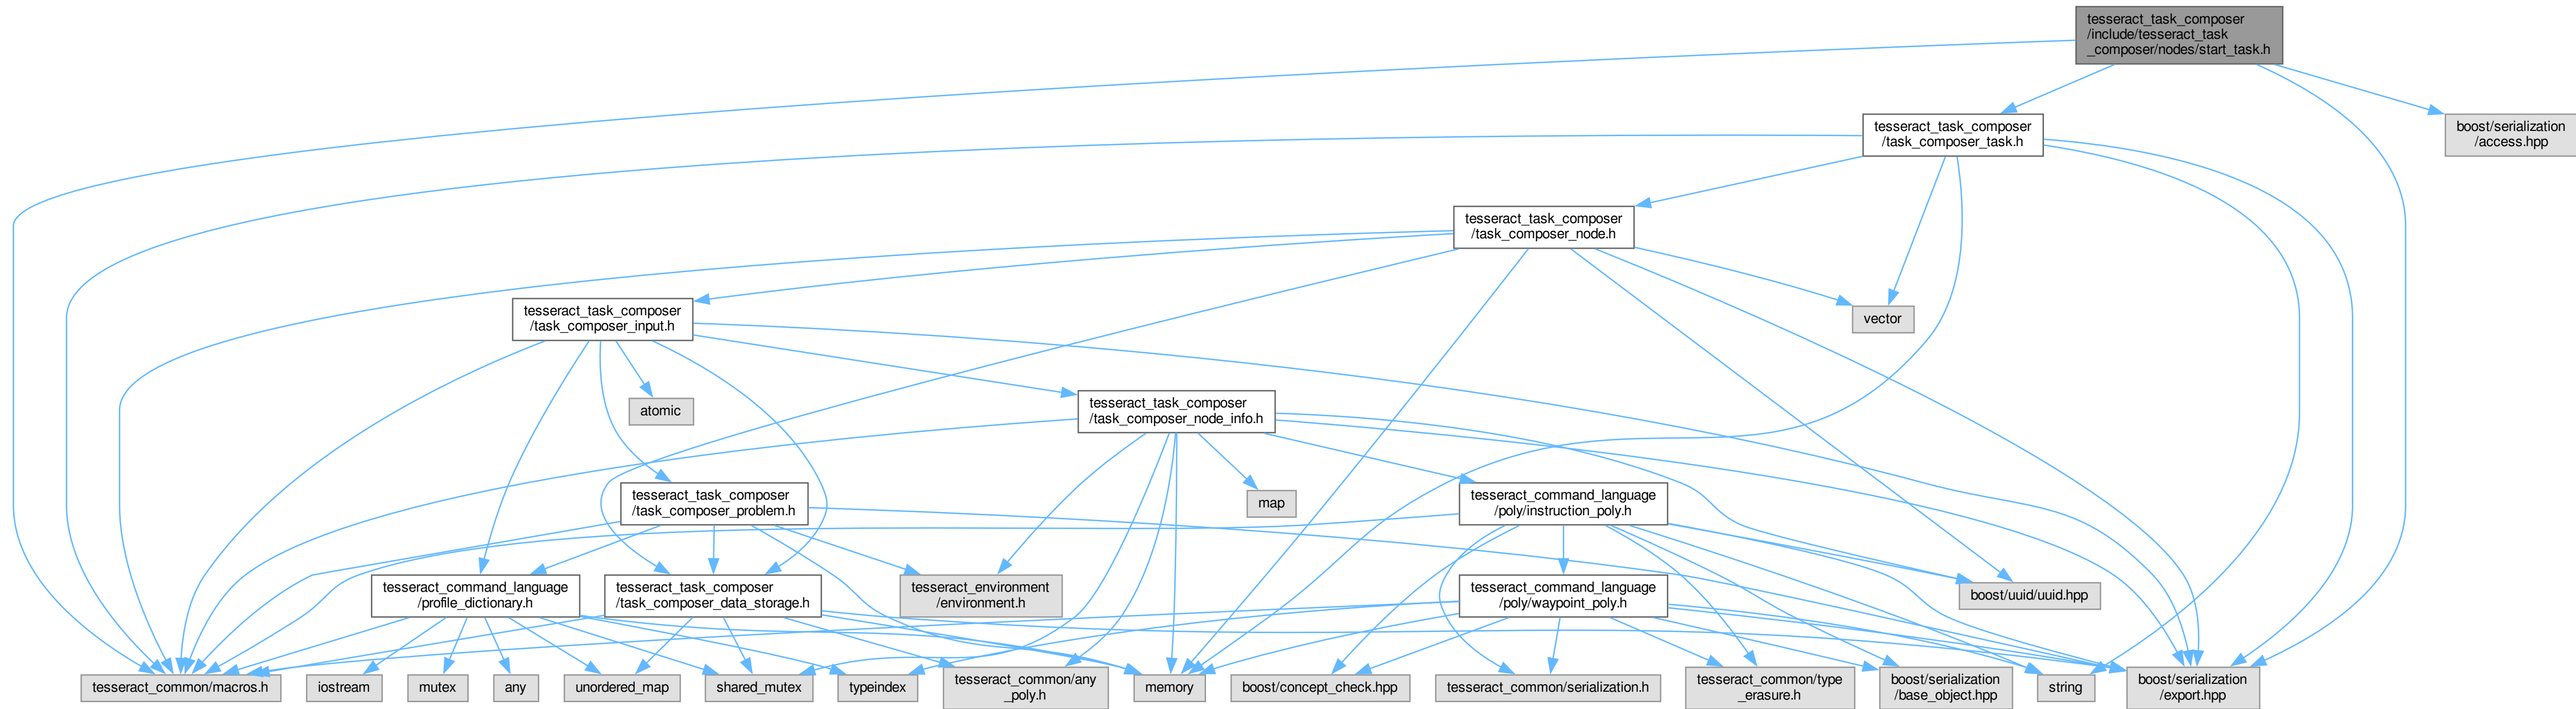 tesseract_task_composer
/include/tesseract_task
_composer/nodes/start_task.h
tesseract_task_composer
/task_composer_task.h
boost/serialization
/access.hpp
tesseract_task_composer
/task_composer_node.h
tesseract_task_composer
/task_composer_input.h
vector
atomic
tesseract_task_composer
/task_composer_node_info.h
tesseract_task_composer
/task_composer_problem.h
map
tesseract_command_language
/poly/instruction_poly.h
tesseract_command_language
/profile_dictionary.h
tesseract_task_composer
/task_composer_data_storage.h
tesseract_environment
/environment.h
tesseract_command_language
/poly/waypoint_poly.h
boost/uuid/uuid.hpp
tesseract_common/macros.h
iostream
mutex
any
unordered_map
shared_mutex
typeindex
tesseract_common/any
_poly.h
memory
boost/concept_check.hpp
tesseract_common/serialization.h
tesseract_common/type
_erasure.h
boost/serialization
/base_object.hpp
string
boost/serialization
/export.hpp